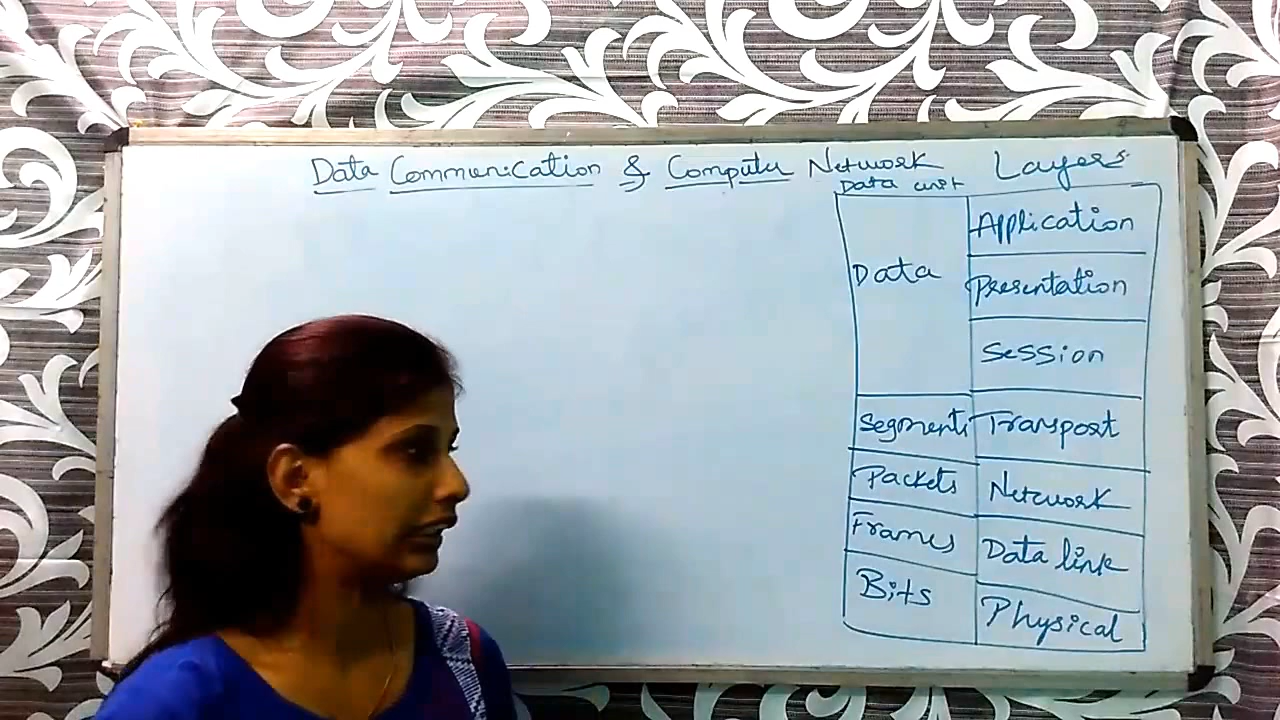 Data Communication & Computer Network Layers
Data unit
Application
Data Presentation
Session
Segments Transport
Packets Network
Frames Data link
Bits Physical